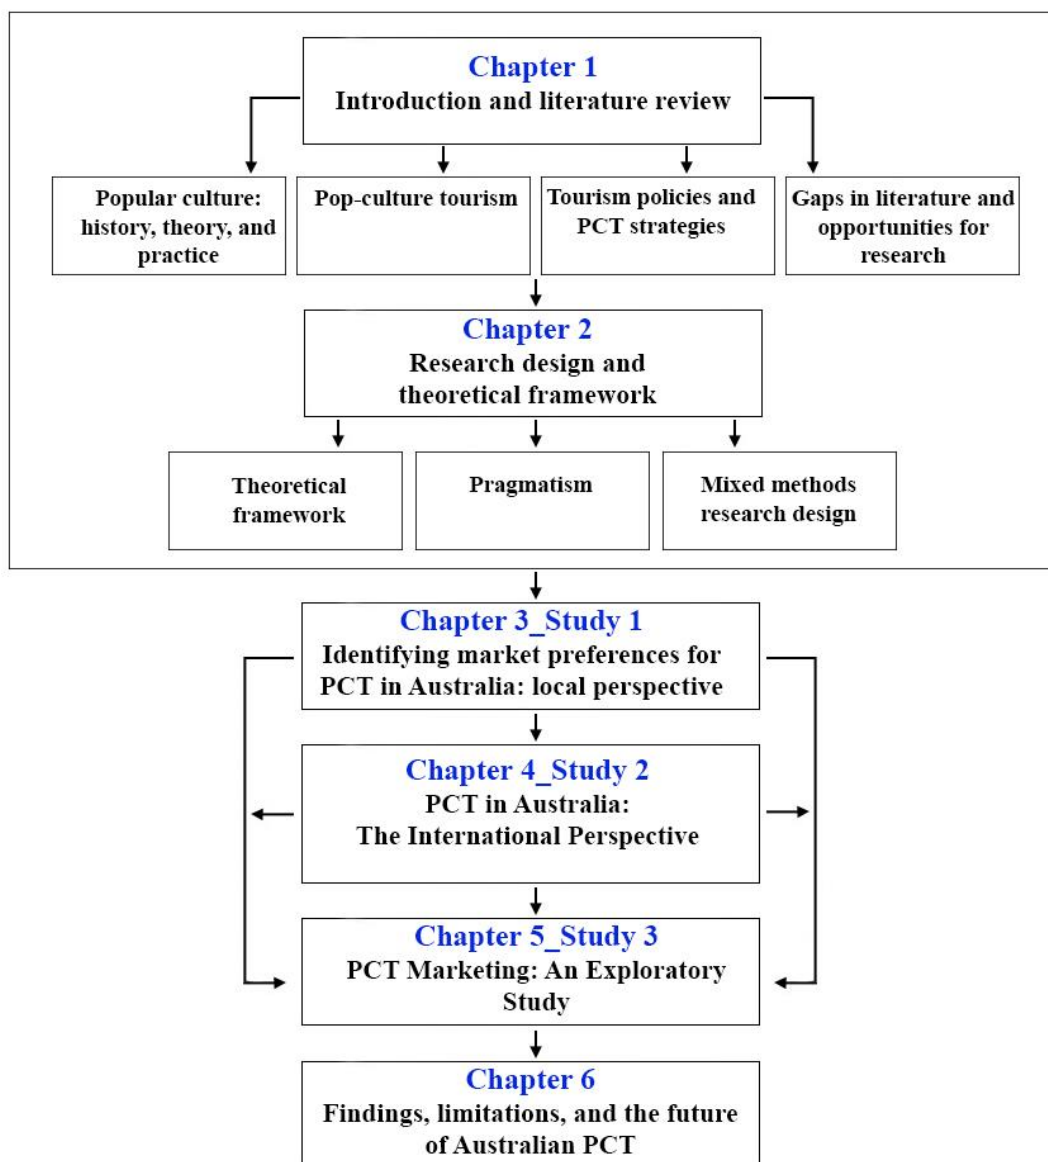 Chapter 1
Introduction and literature review
Popular culture:
history, theory, and
practice
Pop-culture tourism
Tourism policies and
PCT strategies
Gaps in literature and
opportunities for
research
Chapter 2
Research design and
theoretical framework
Theoretical
framework
Pragmatism
Mixed methods
research design
Chapter 3_Study 1
Identifying market preferences for
PCT in Australia: local perspective
Chapter 4_Study 2
PCT in Australia:
The International Perspective
Chapter 5_Study 3
PCT Marketing: An Exploratory
Study
Chapter 6
Findings, limitations, and the future
of Australian PCT